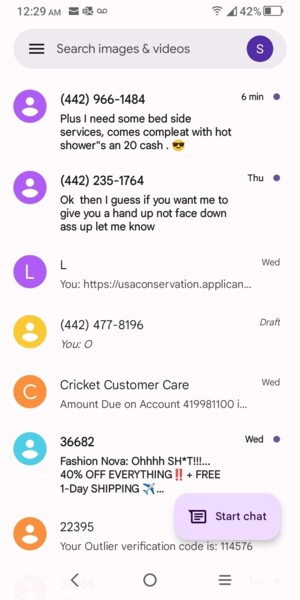 12:29 AM 42%
Search images & videos S
(442) 966-1484 6 min
Plus I need some bed side
services, comes compleat with hot
shower"s an 20 cash . 😎
(442) 235-1764 Thu
Ok then I guess if you want me to
give you a hand up not face down
ass up let me know
L L Wed
You: https://usaconservation.applican...
(442) 477-8196 Draft
You: O
C Cricket Customer Care Wed
Amount Due on Account 419981100 i...
36682 Wed
Fashion Nova: Ohhhh SH*T!!!...
40% OFF EVERYTHING‼️ + FREE
1-Day SHIPPING ✈️...
Start chat
22395
Your Outlier verification code is: 114576